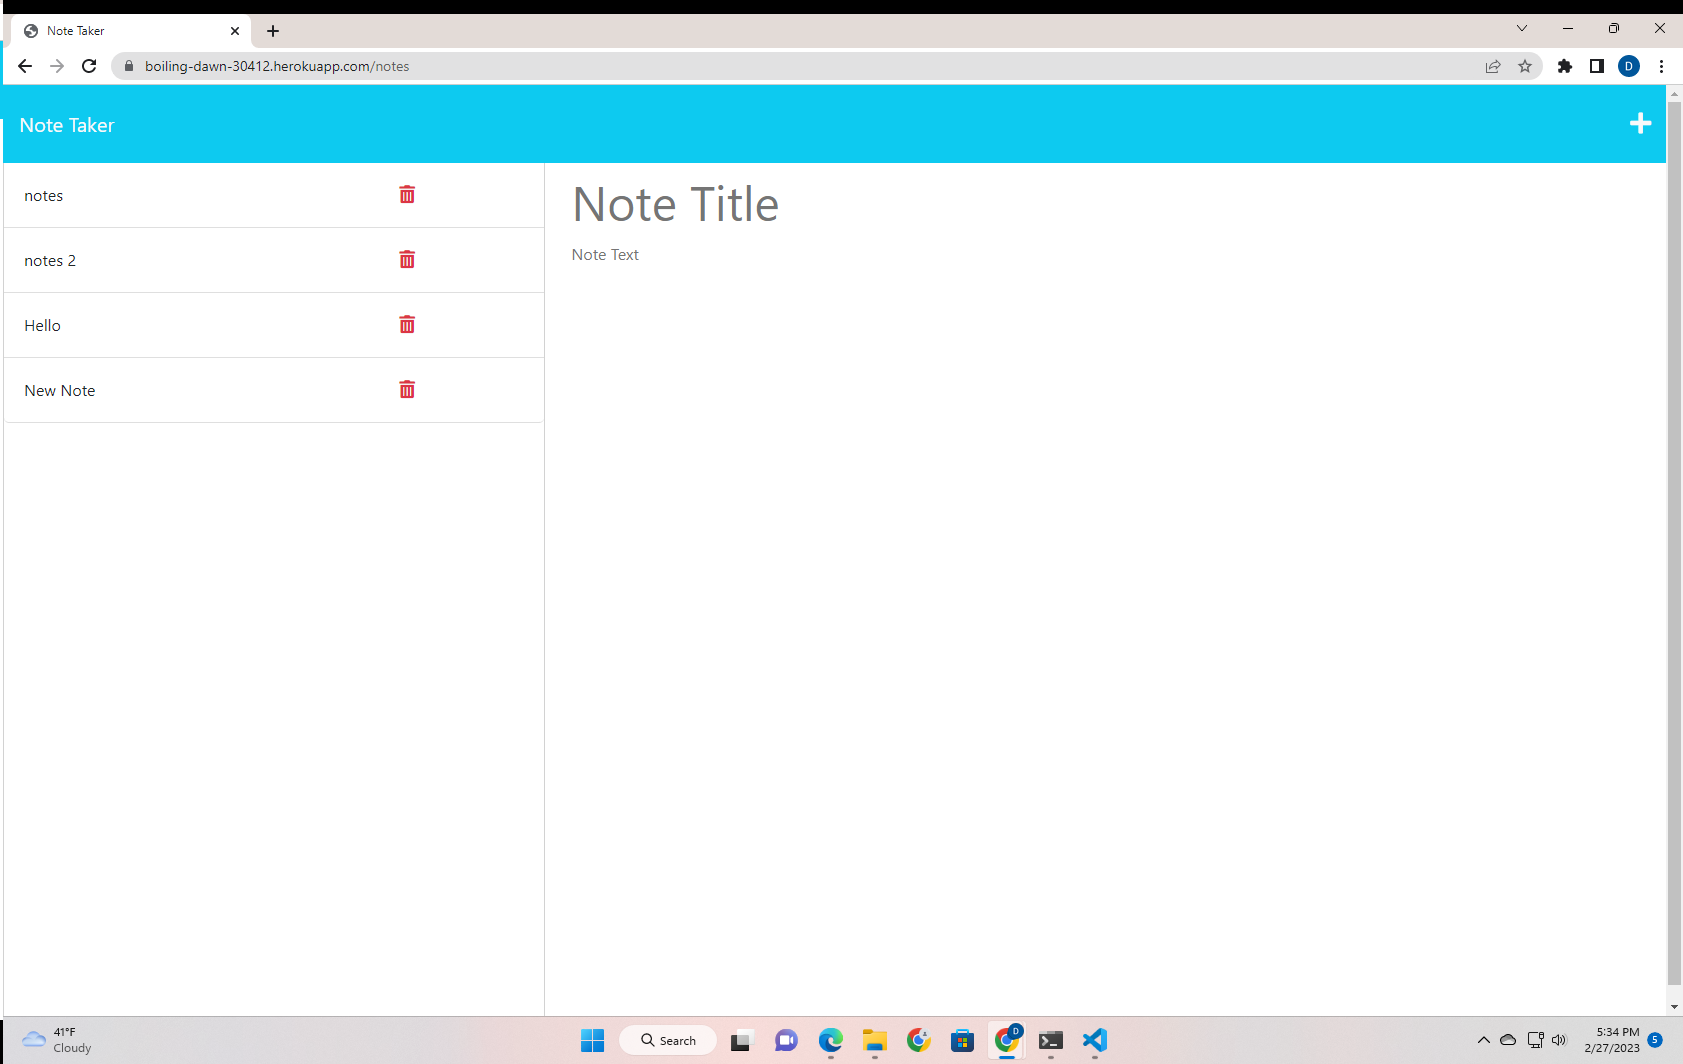 Note Taker
boiling-dawn-30412.herokuapp.com/notes
D
Note Taker
notes
notes 2
Hello
New Note
Note Title
Note Text
41°F
Cloudy
Search
D
5:34 PM
2/27/2023
5